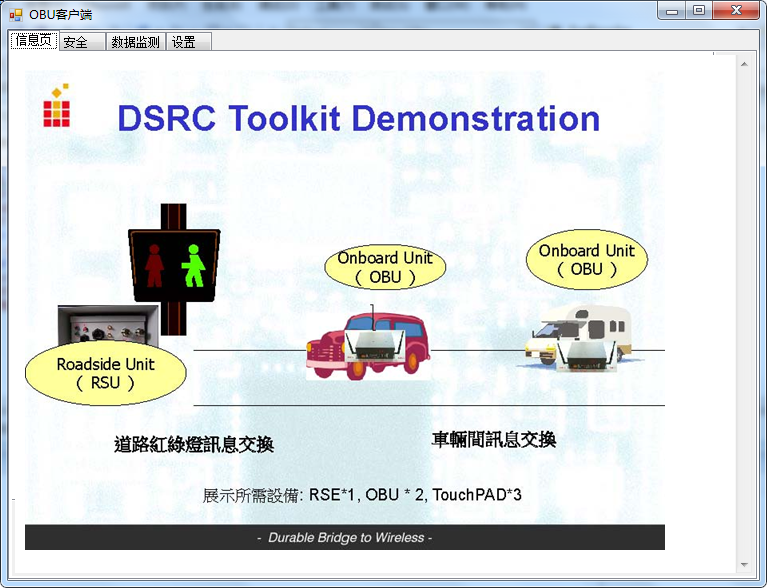 OBU客户端
信息页 安全 数据监测 设置
DSRC Toolkit Demonstration
Onboard Unit
( OBU )
Onboard Unit
( OBU )
Roadside Unit
( RSU )
道路紅綠燈訊息交換
車輛間訊息交換
展示所需設備: RSE*1, OBU * 2, TouchPAD*3
- Durable Bridge to Wireless -